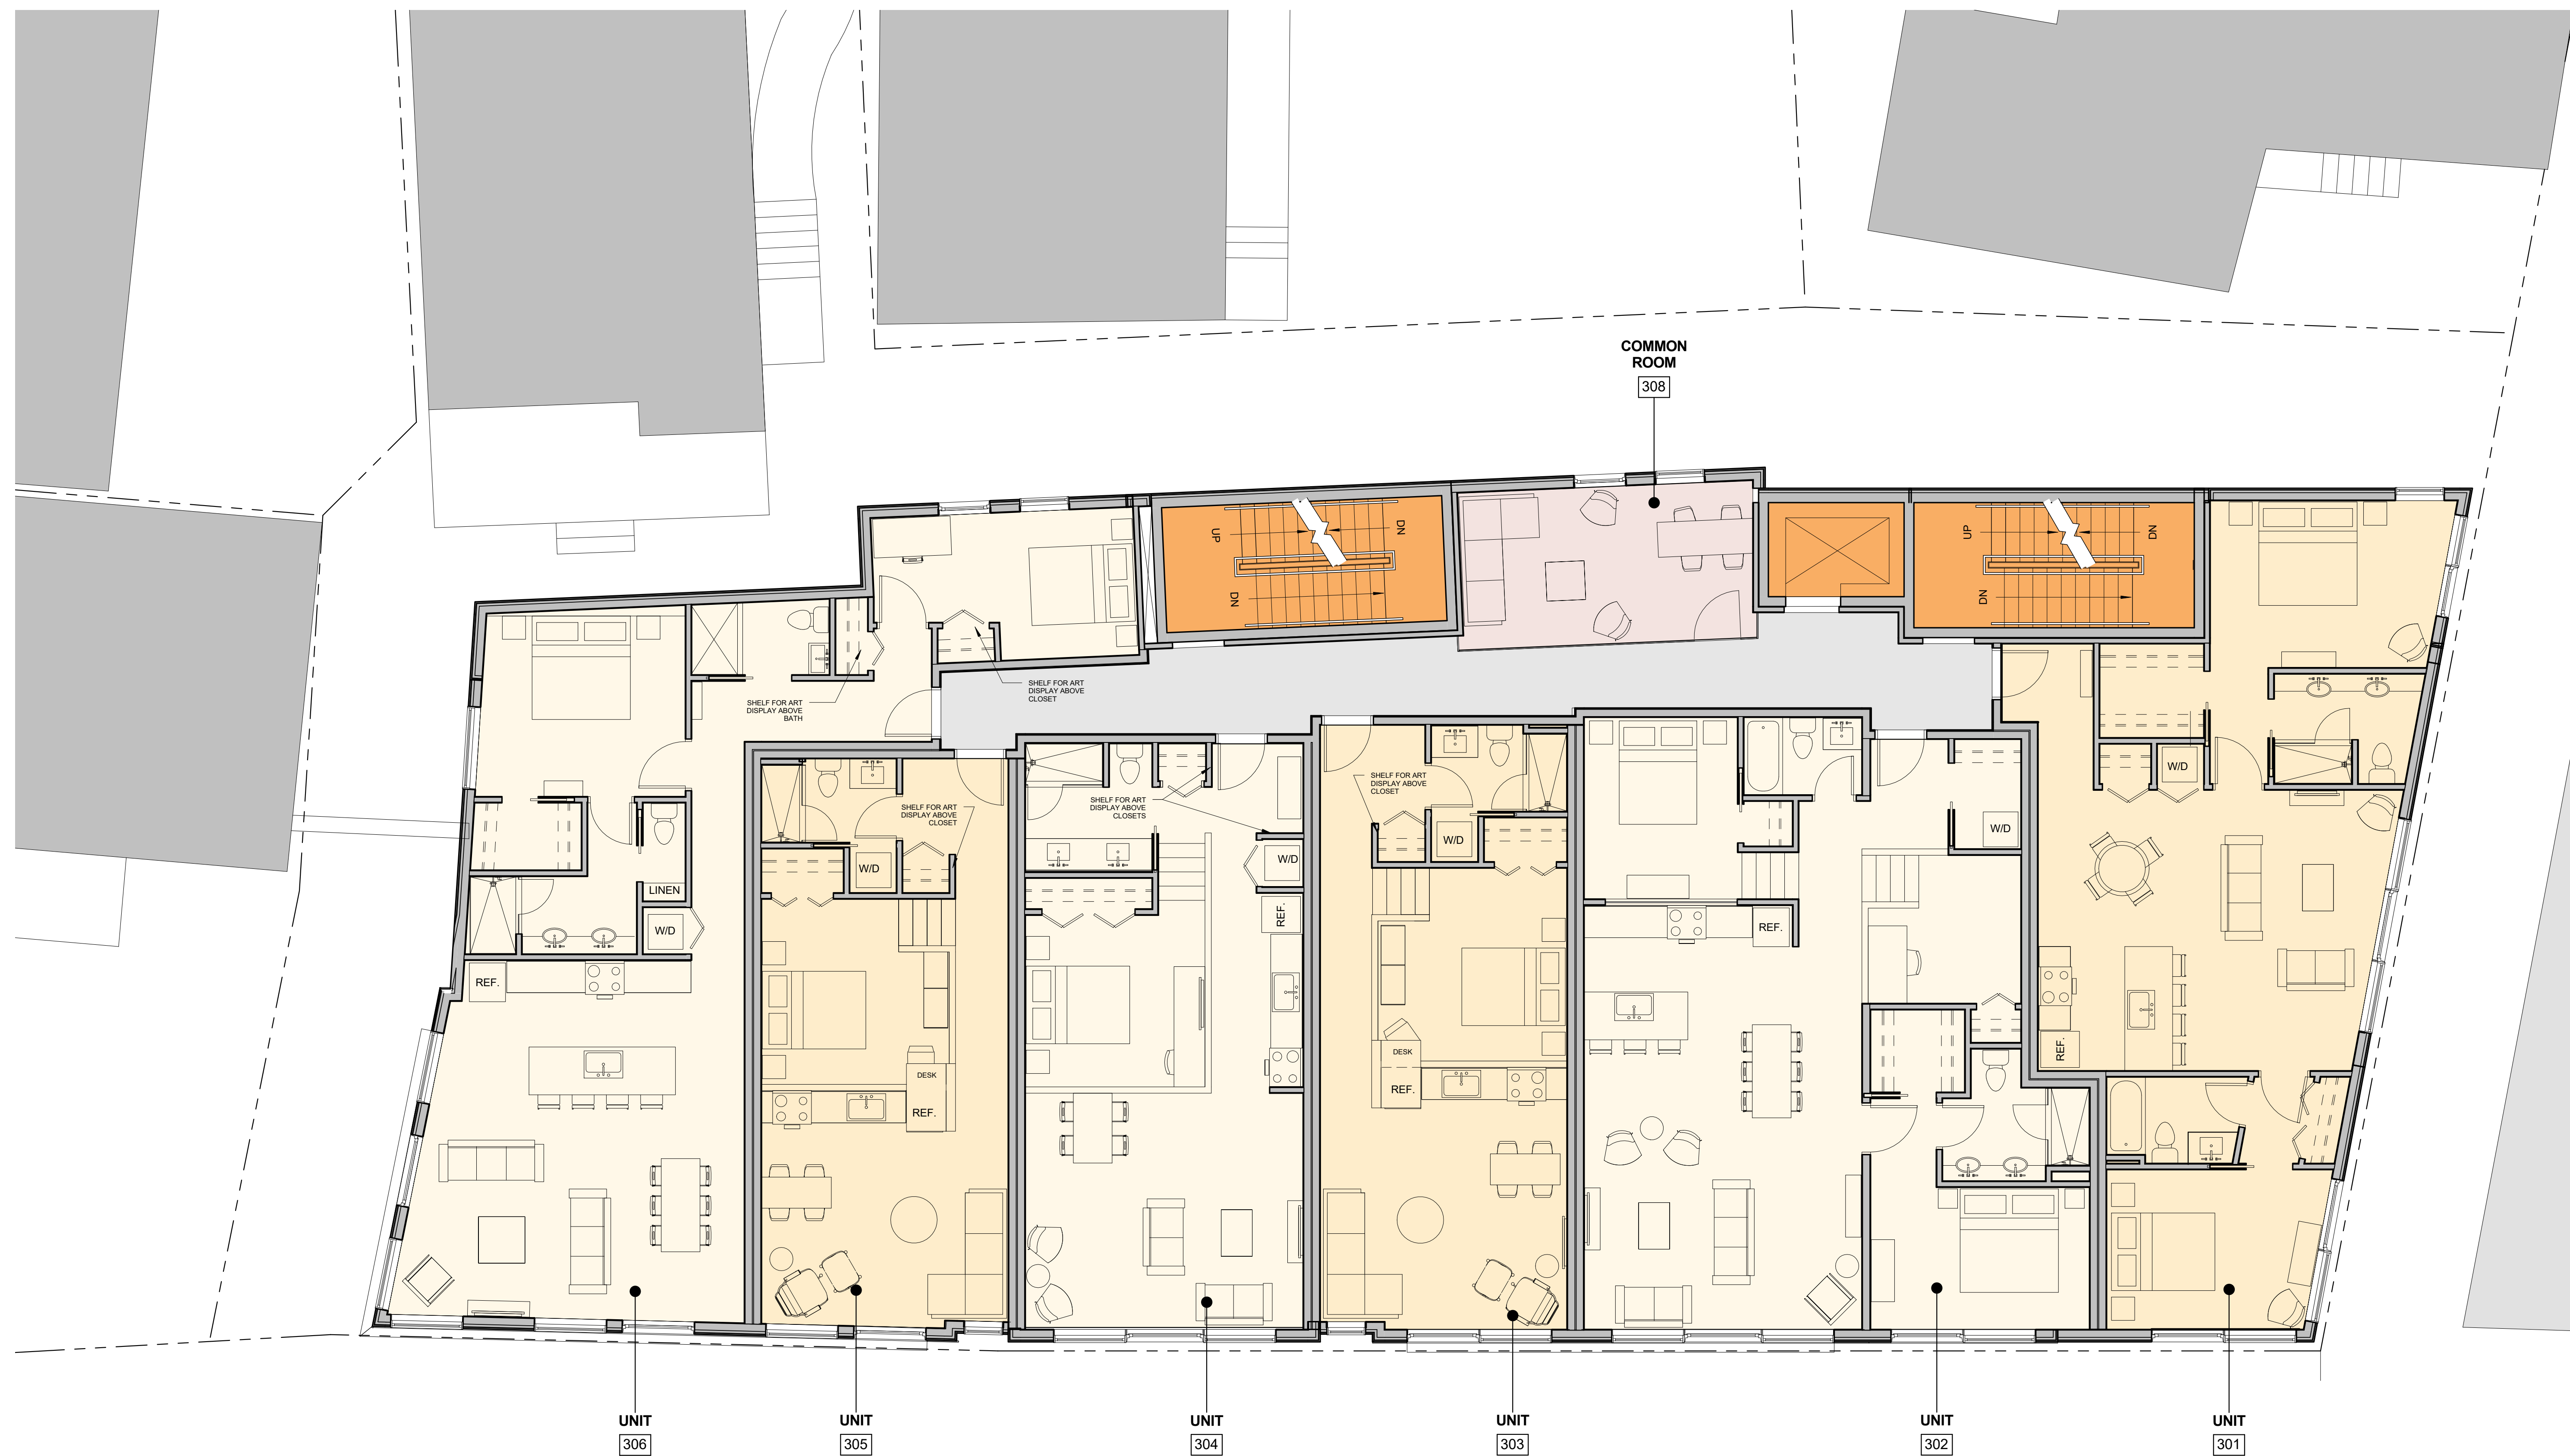 COMMON
ROOM
308
UP
DN
DN
UP
DN
DN
SHELF FOR ART
DISPLAY ABOVE
CLOSET
SHELF FOR ART
DISPLAY ABOVE
BATH
SHELF FOR ART
DISPLAY ABOVE
CLOSET
SHELF FOR ART
DISPLAY ABOVE
CLOSETS
SHELF FOR ART
DISPLAY ABOVE
CLOSET
W/D
W/D
W/D
W/D
W/D
LINEN
W/D
REF.
REF.
REF.
REF.
DESK
REF.
DESK
REF.
UNIT
306
UNIT
305
UNIT
304
UNIT
303
UNIT
302
UNIT
301